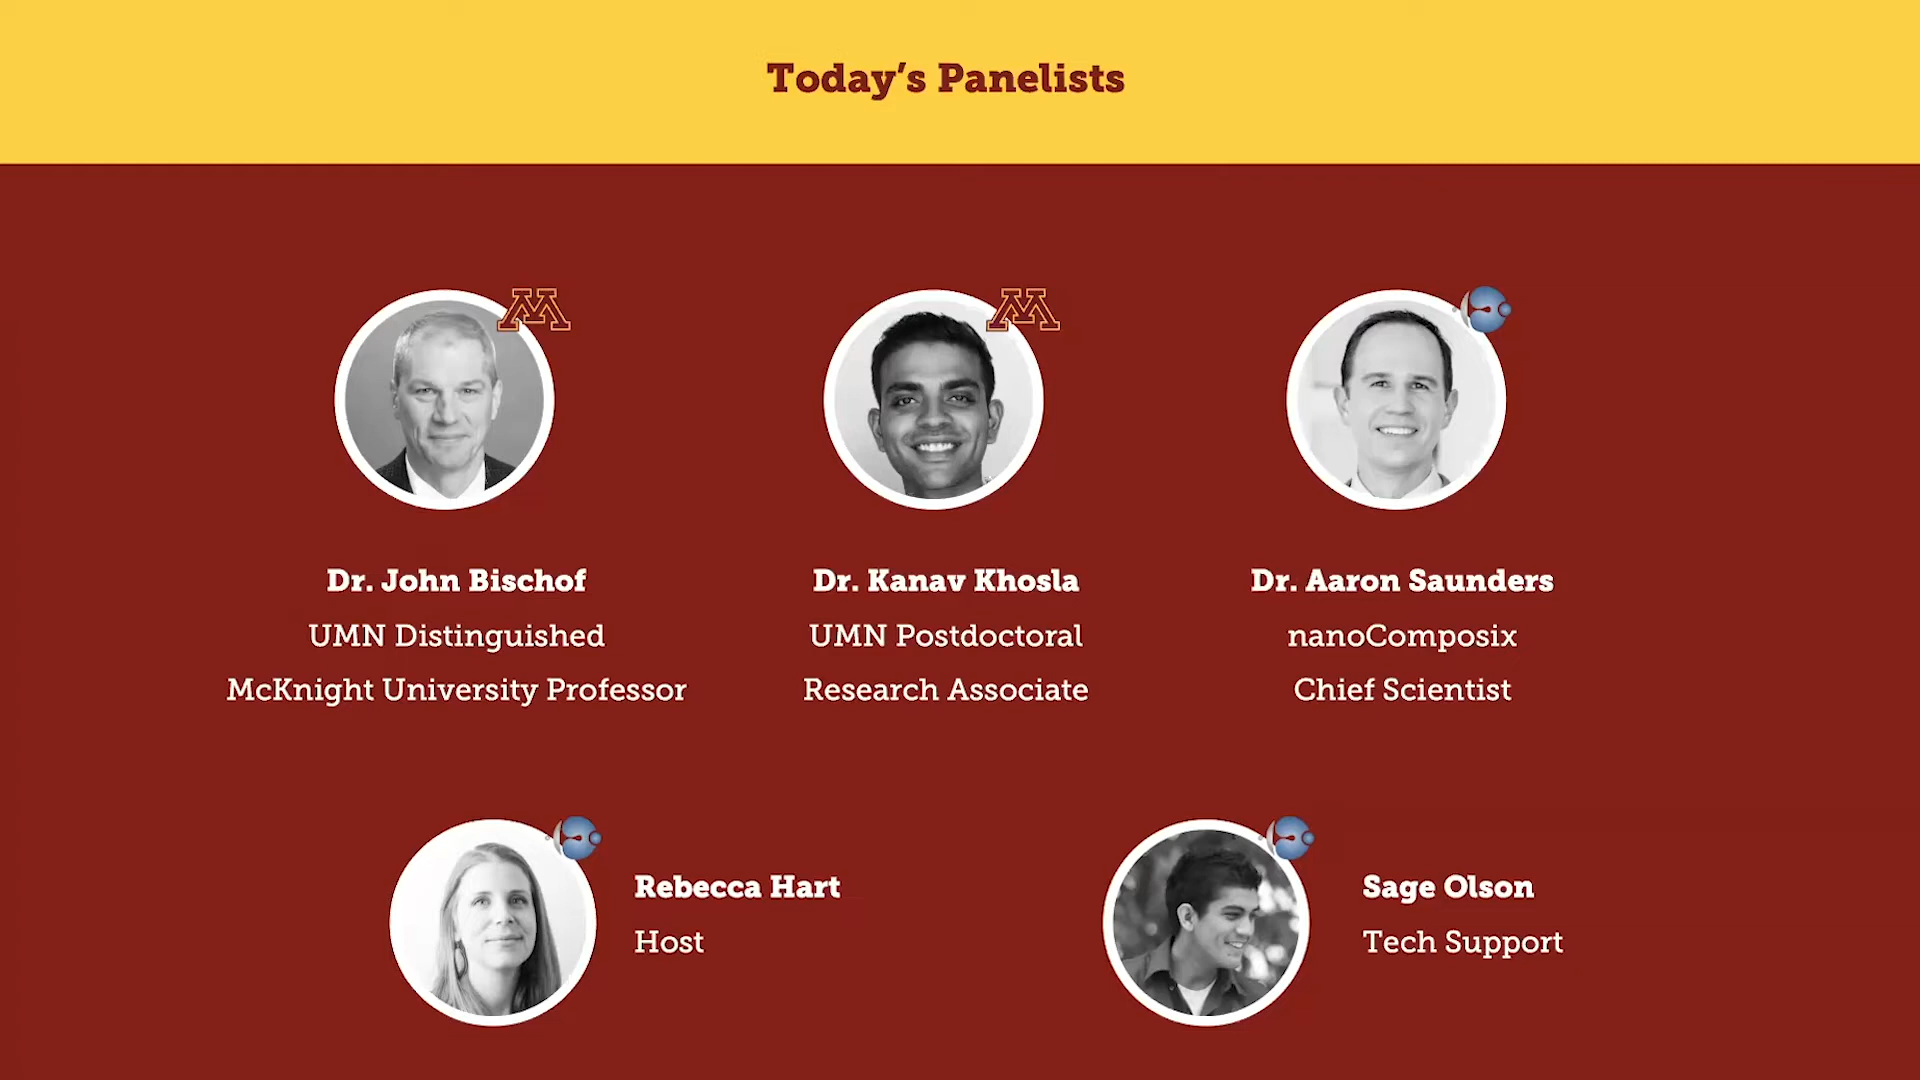 Today’s Panelists
M
M
Dr. John Bischof
UMN Distinguished
McKnight University Professor
Dr. Kanav Khosla
UMN Postdoctoral
Research Associate
Dr. Aaron Saunders
nanoComposix
Chief Scientist
Rebecca Hart
Host
Sage Olson
Tech Support